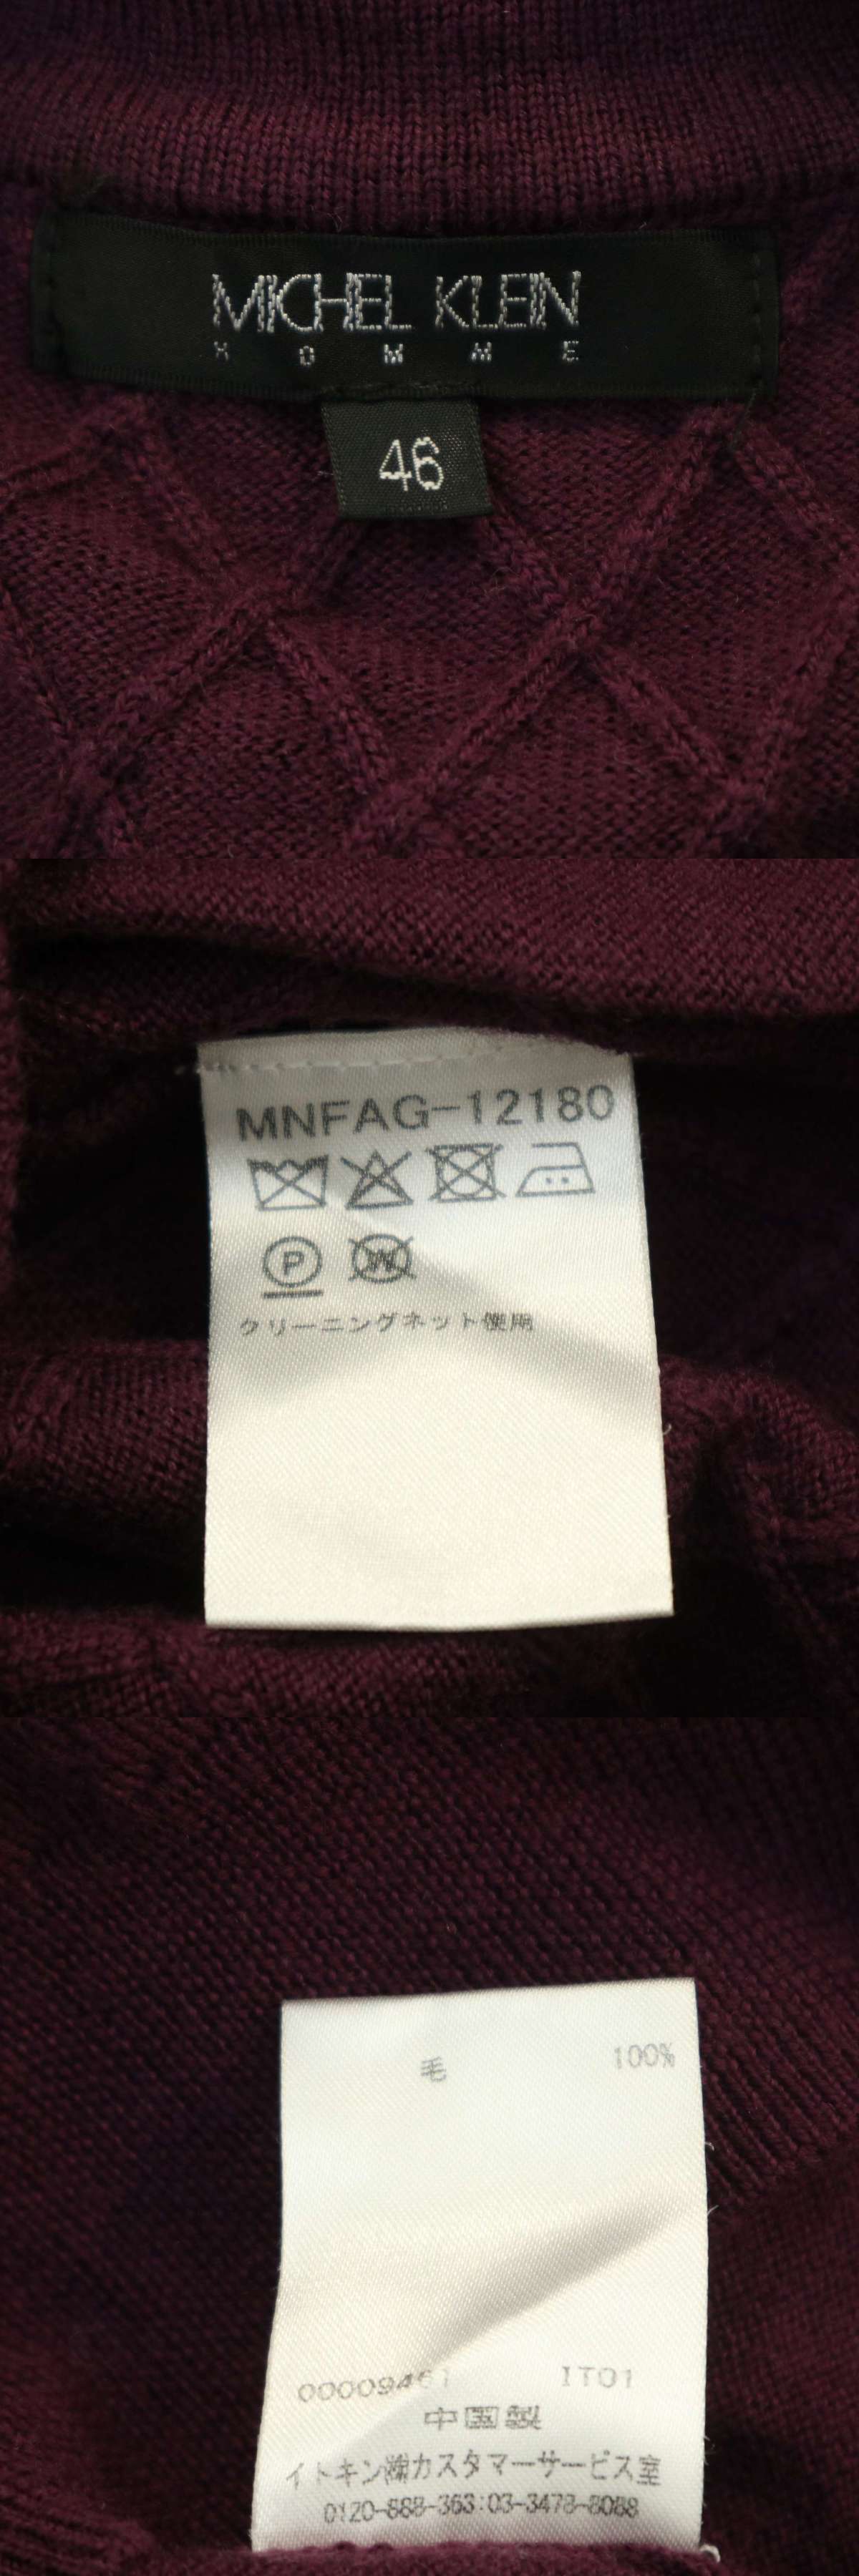 MICHEL KLEIN
HOMME
46
MNFAG-12180
P
W
クリーニングネット使用
毛 100%
IT01
中国製
イトキン㈱カスタマーサービス室
0120-888-363:03-3478-8088